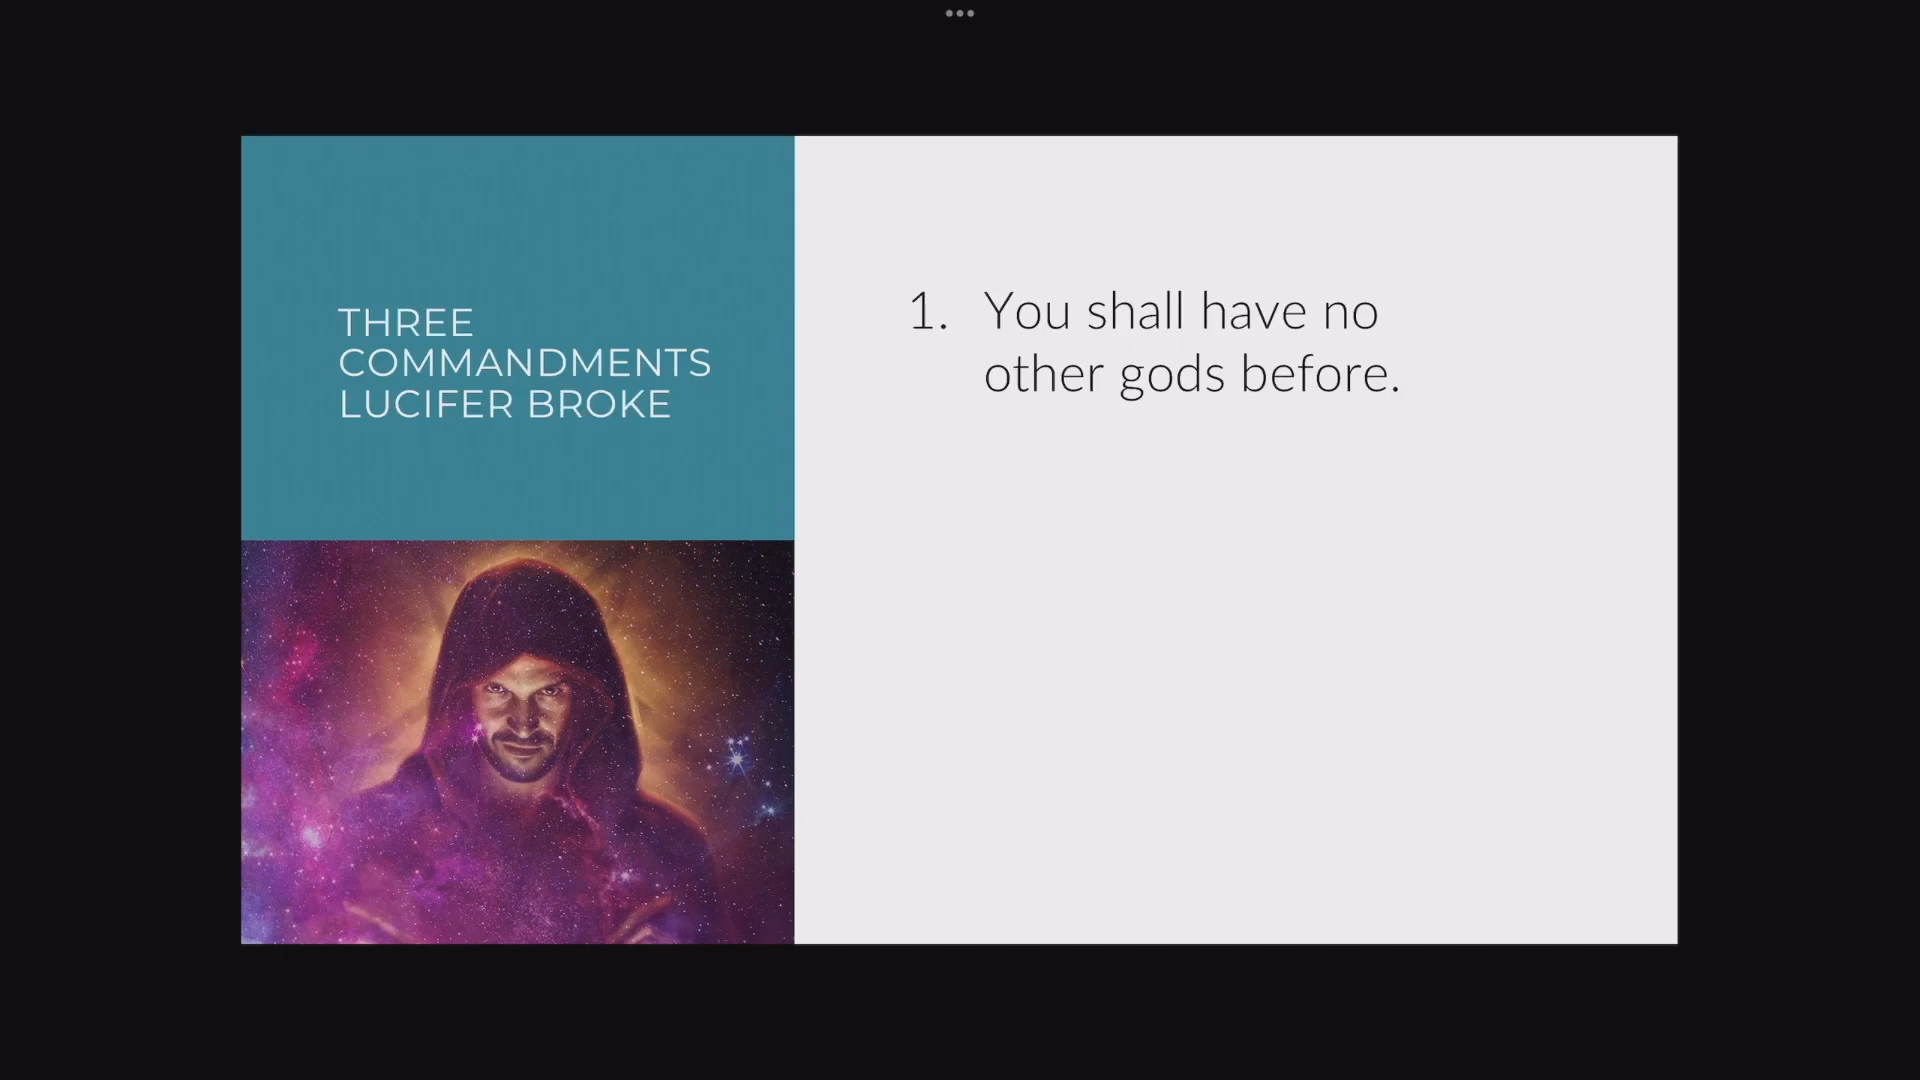 THREE
COMMANDMENTS
LUCIFER BROKE
1. You shall have no
other gods before.